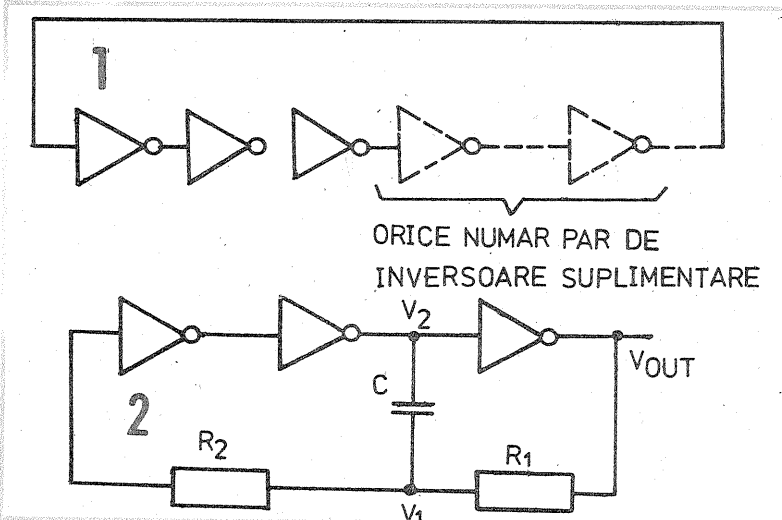 1
ORICE NUMAR PAR DE
INVERSOARE SUPLIMENTARE
V2
VOUT
C
2
R2
R1
V1